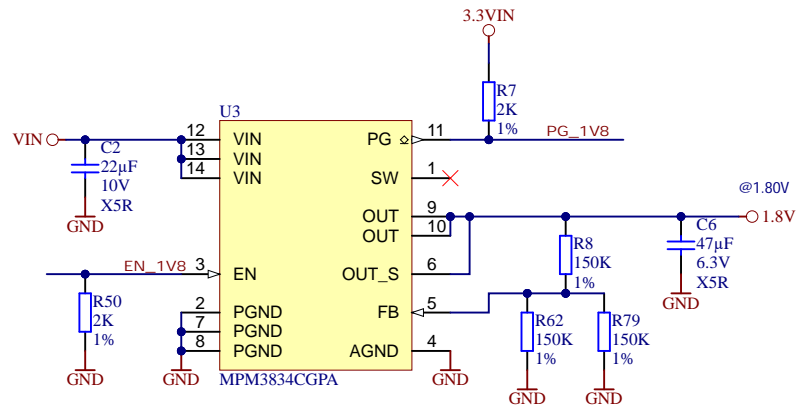 3.3VIN
R7
2K
1%
U3
VIN
12
VIN
PG
11
PG_1V8
C2
22µF
10V
X5R
13
VIN
14
VIN
SW
1
GND
@1.80V
OUT
9
1.8V
OUT
10
C6
47µF
6.3V
X5R
R8
150K
1%
EN_1V8
3
EN
OUT_S
6
GND
R50
2K
1%
2
PGND
FB
5
7
PGND
R62
150K
1%
R79
150K
1%
8
PGND
AGND
4
GND
GND
MPM3834CGPA
GND
GND
GND